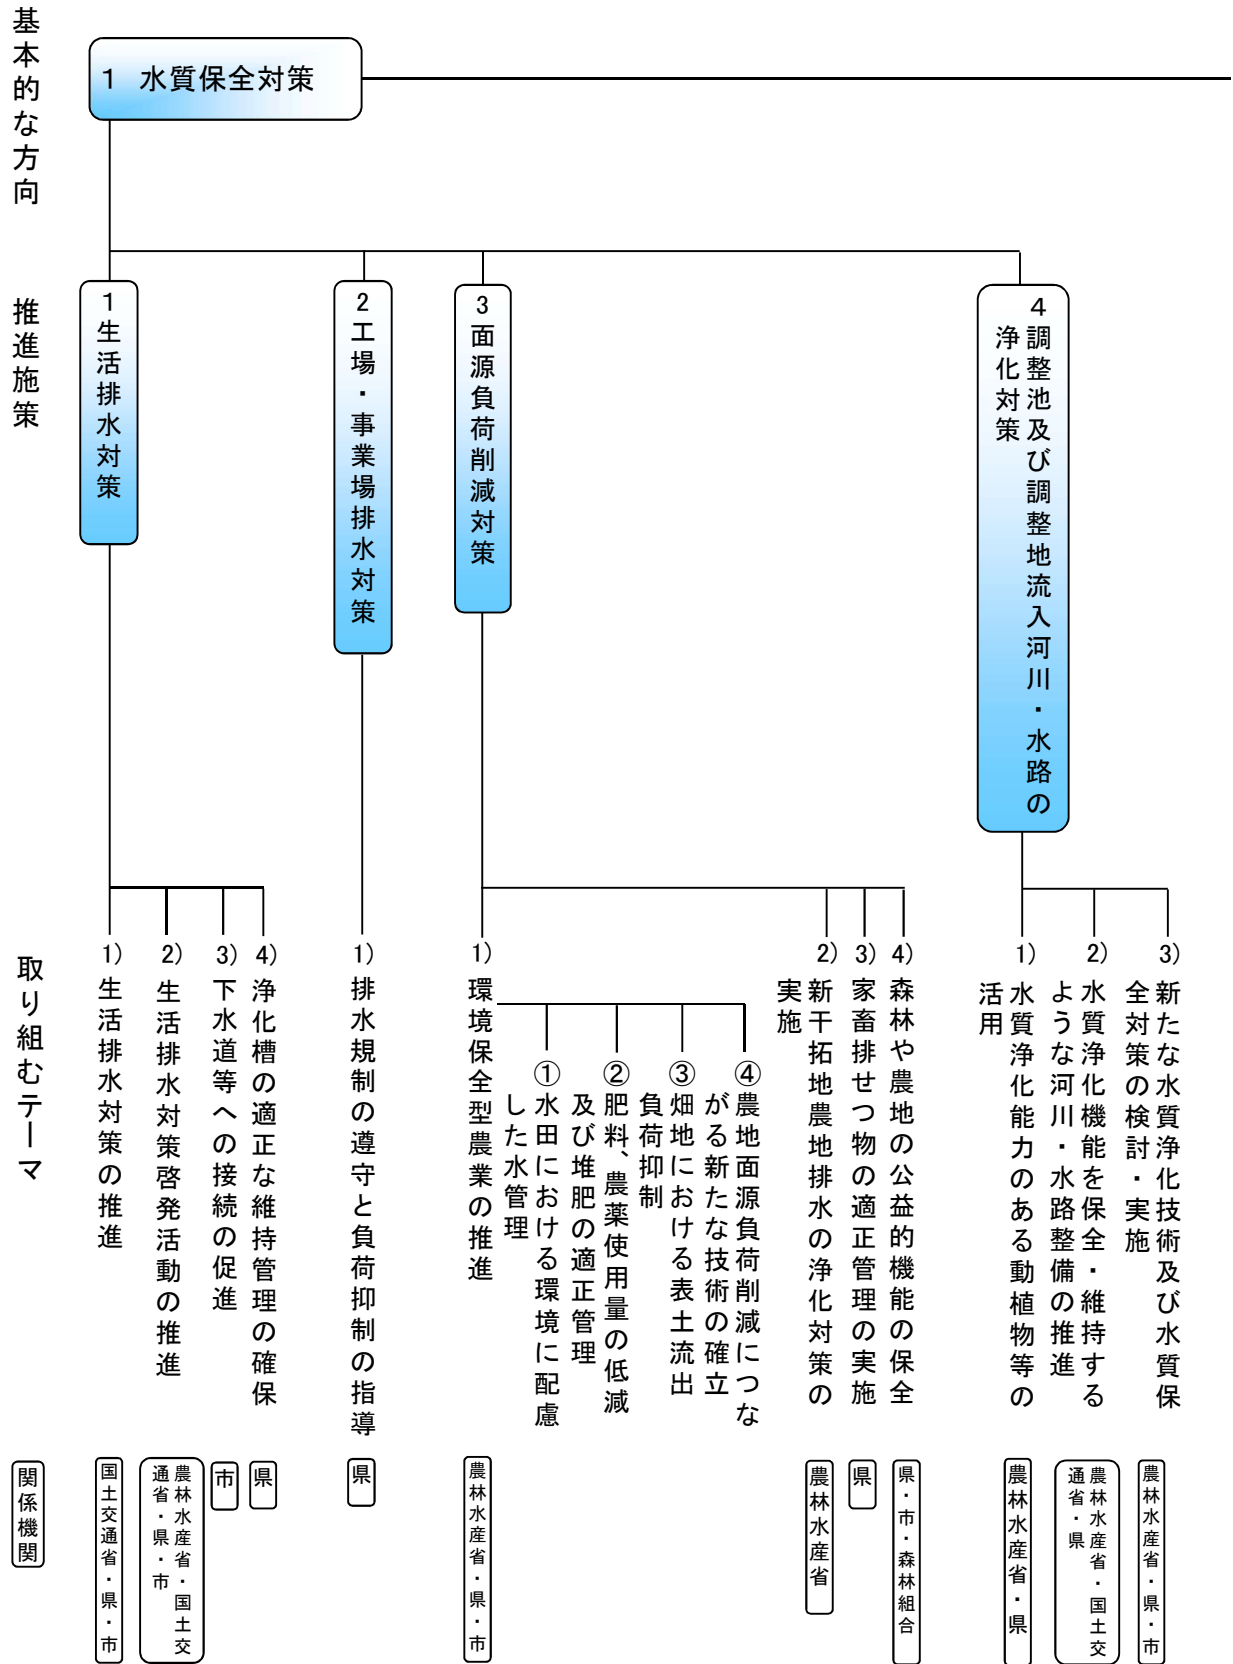 基本的な方向
1 水質保全対策
推進施策
1生活排水対策
2工場・事業場排水対策
3面源負荷削減対策
4調整池及び調整地流入河川・水路の
浄化対策
取り組むテーマ
1)生活排水対策の推進
2)生活排水対策啓発活動の推進
3)下水道等への接続の促進
4)浄化槽の適正な維持管理の確保
1)排水規制の遵守と負荷抑制の指導
1)環境保全型農業の推進
①水田における環境に配慮
した水管理
②肥料、農薬使用量の低減
及び堆肥の適正管理
③畑地における表土流出
負荷抑制
④農地面源負荷削減につな
がる新たな技術の確立
2)新干拓地農地排水の浄化対策の
実施
3)家畜排せつ物の適正管理の実施
4)森林や農地の公益的機能の保全
1)水質浄化能力のある動植物等の
活用
2)水質浄化機能を保全・維持する
ような河川・水路整備の推進
3)新たな水質浄化技術及び水質保
全対策の検討・実施
関係機関
国土交通省・県・市
農林水産省・国土交
通省・県・市
市
県
県
農林水産省・県・市
農林水産省
県
県・市・森林組合
農林水産省・県
農林水産省・国土交
通省・県
農林水産省・県・市